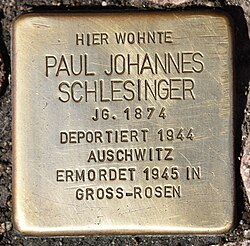 HIER WOHNTE
PAUL JOHANNES
SCHLESINGER
JG. 1874
DEPORTIERT 1944
AUSCHWITZ
ERMORDET 1945 IN
GROSS-ROSEN